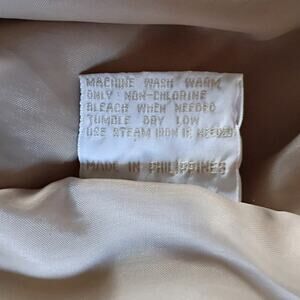 MACHINE WASH WARM
ONLY NON-CHLORINE
BLEACH WHEN NEEDED
TUMBLE DRY LOW
USE STEAM IRON IF NEEDED
MADE IN PHILIPPINES